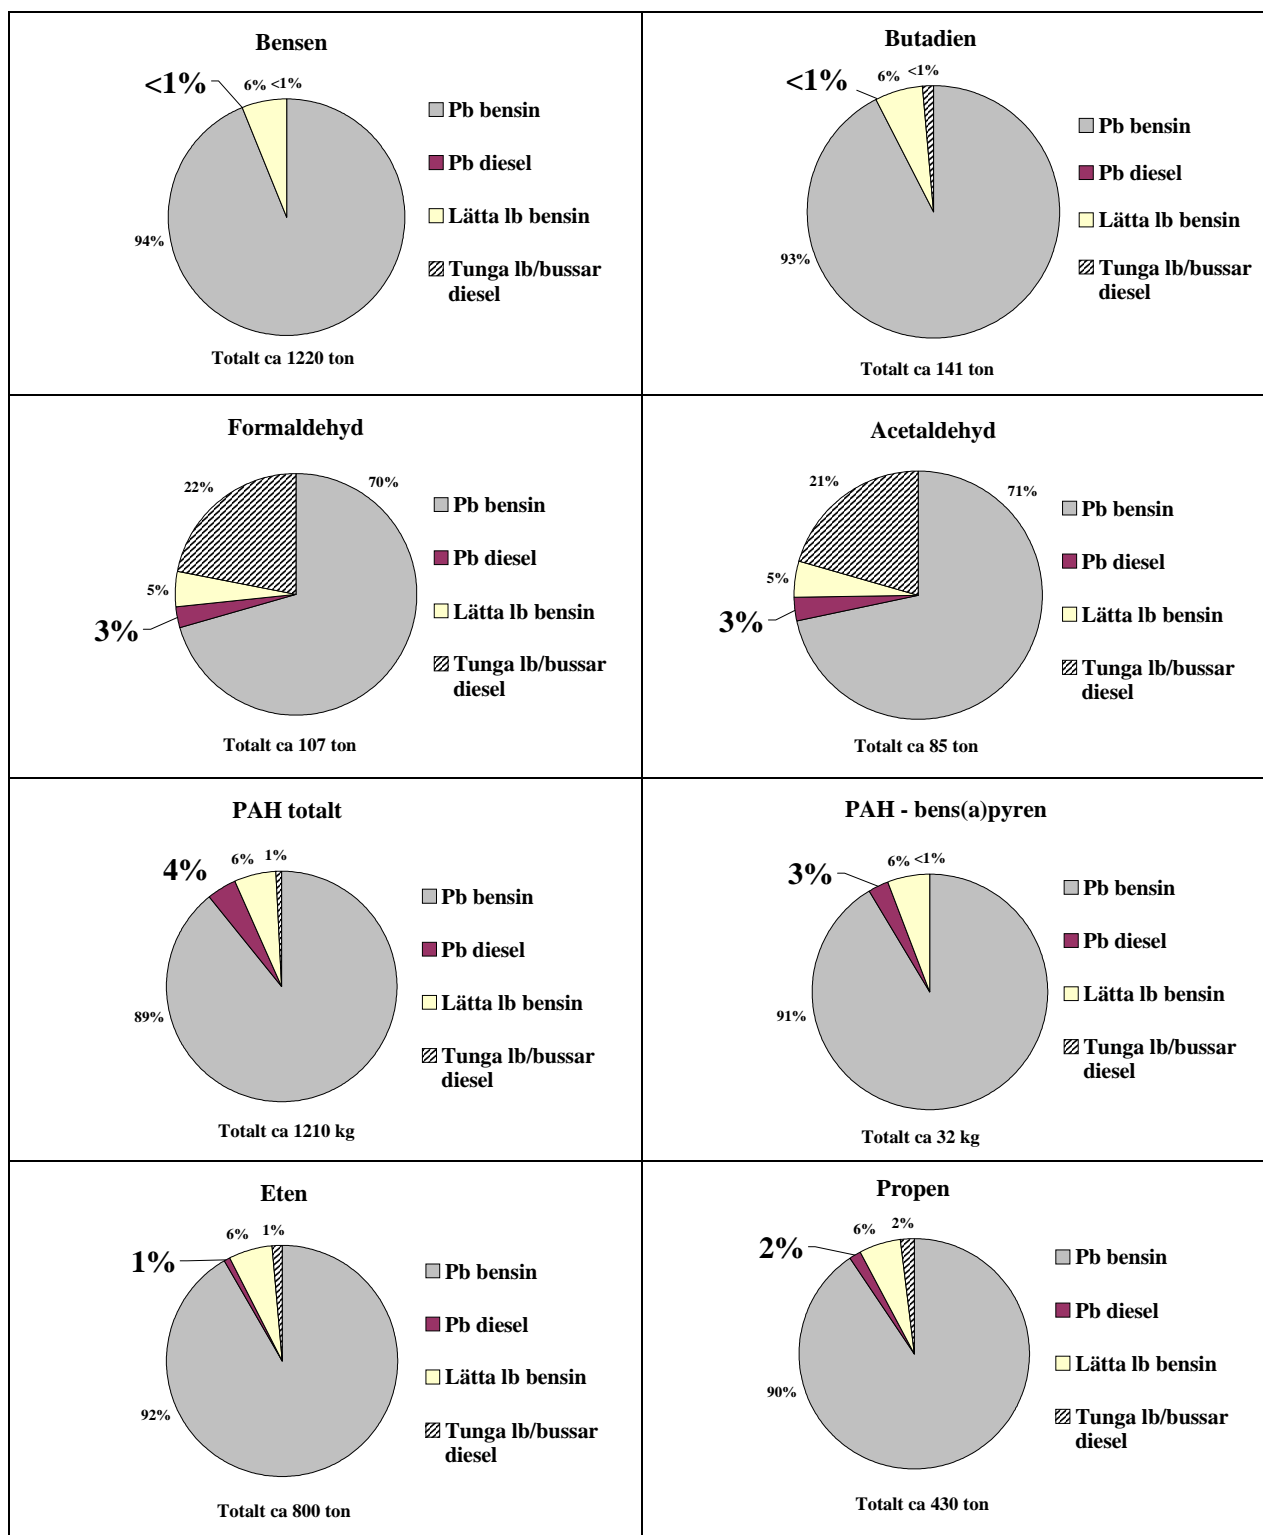 Bensen
<1%
6%
<1%
94%
Pb bensin
Pb diesel
Lätta lb bensin
Tunga lb/bussar
diesel
Totalt ca 1220 ton
Butadien
<1%
6%
<1%
93%
Pb bensin
Pb diesel
Lätta lb bensin
Tunga lb/bussar
diesel
Totalt ca 141 ton
Formaldehyd
22%
70%
5%
3%
Pb bensin
Pb diesel
Lätta lb bensin
Tunga lb/bussar
diesel
Totalt ca 107 ton
Acetaldehyd
21%
71%
5%
3%
Pb bensin
Pb diesel
Lätta lb bensin
Tunga lb/bussar
diesel
Totalt ca 85 ton
PAH totalt
4%
6%
1%
89%
Pb bensin
Pb diesel
Lätta lb bensin
Tunga lb/bussar
diesel
Totalt ca 1210 kg
PAH - bens(a)pyren
3%
6%
<1%
91%
Pb bensin
Pb diesel
Lätta lb bensin
Tunga lb/bussar
diesel
Totalt ca 32 kg
Eten
1%
6%
1%
92%
Pb bensin
Pb diesel
Lätta lb bensin
Tunga lb/bussar
diesel
Totalt ca 800 ton
Propen
2%
6%
2%
90%
Pb bensin
Pb diesel
Lätta lb bensin
Tunga lb/bussar
diesel
Totalt ca 430 ton